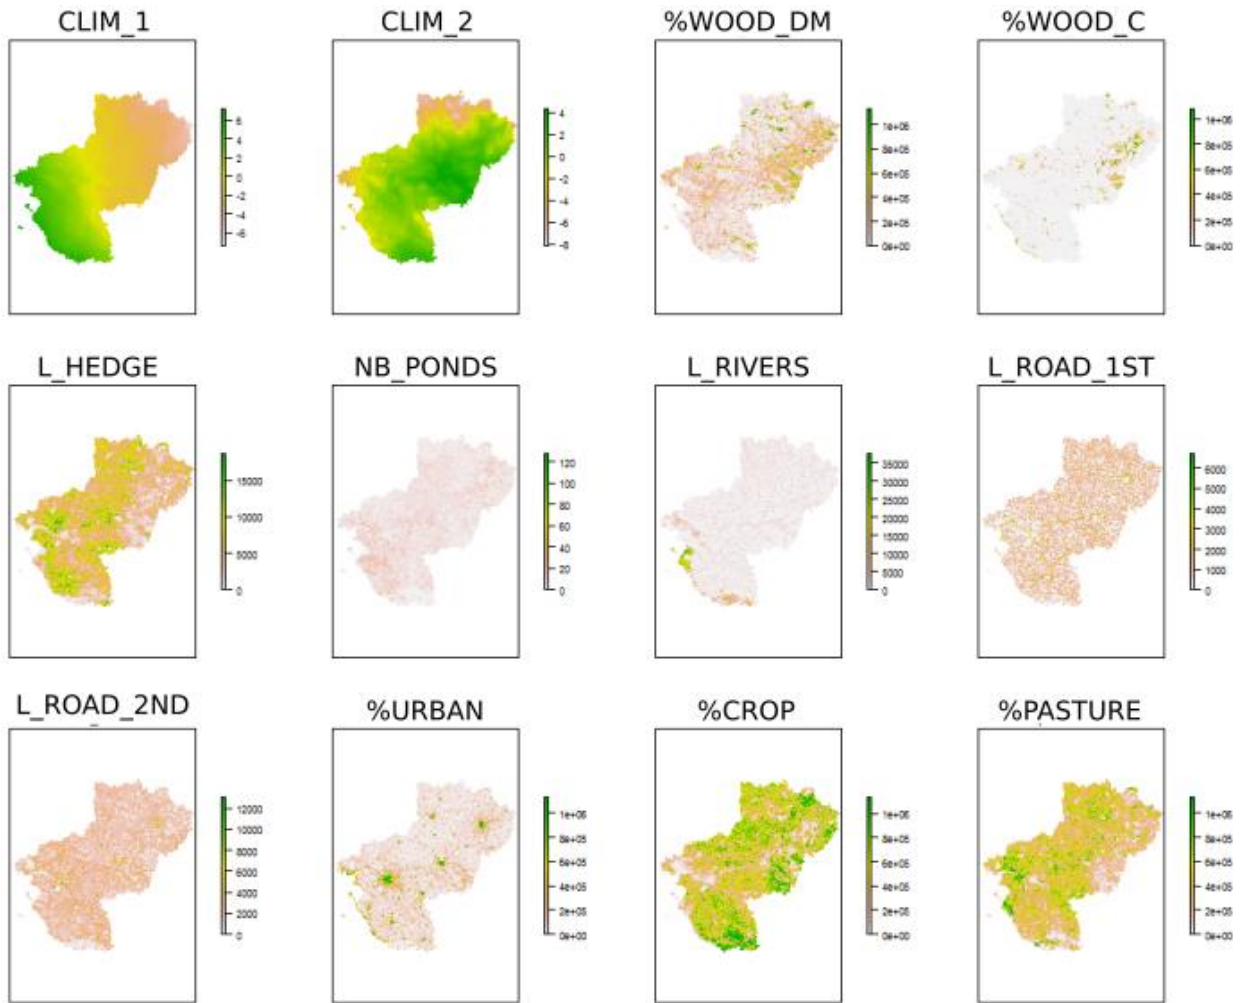 CLIM_1 CLIM_2 %WOOD_DM %WOOD_C
6
4
2
0
-2
-4
-6
4
2
0
-2
-4
-6
-8
1e+06
8e+05
6e+05
4e+05
2e+05
0e+00
1e+06
8e+05
6e+05
4e+05
2e+05
0e+00
L_HEDGE NB_PONDS L_RIVERS L_ROAD_1ST
15000
10000
5000
0
120
100
80
60
40
20
0
35000
30000
25000
20000
15000
10000
5000
0
6000
5000
4000
3000
2000
1000
0
L_ROAD_2ND %URBAN %CROP %PASTURE
12000
10000
8000
6000
4000
2000
0
1e+06
8e+05
6e+05
4e+05
2e+05
0e+00
1e+06
8e+05
6e+05
4e+05
2e+05
0e+00
1e+06
8e+05
6e+05
4e+05
2e+05
0e+00